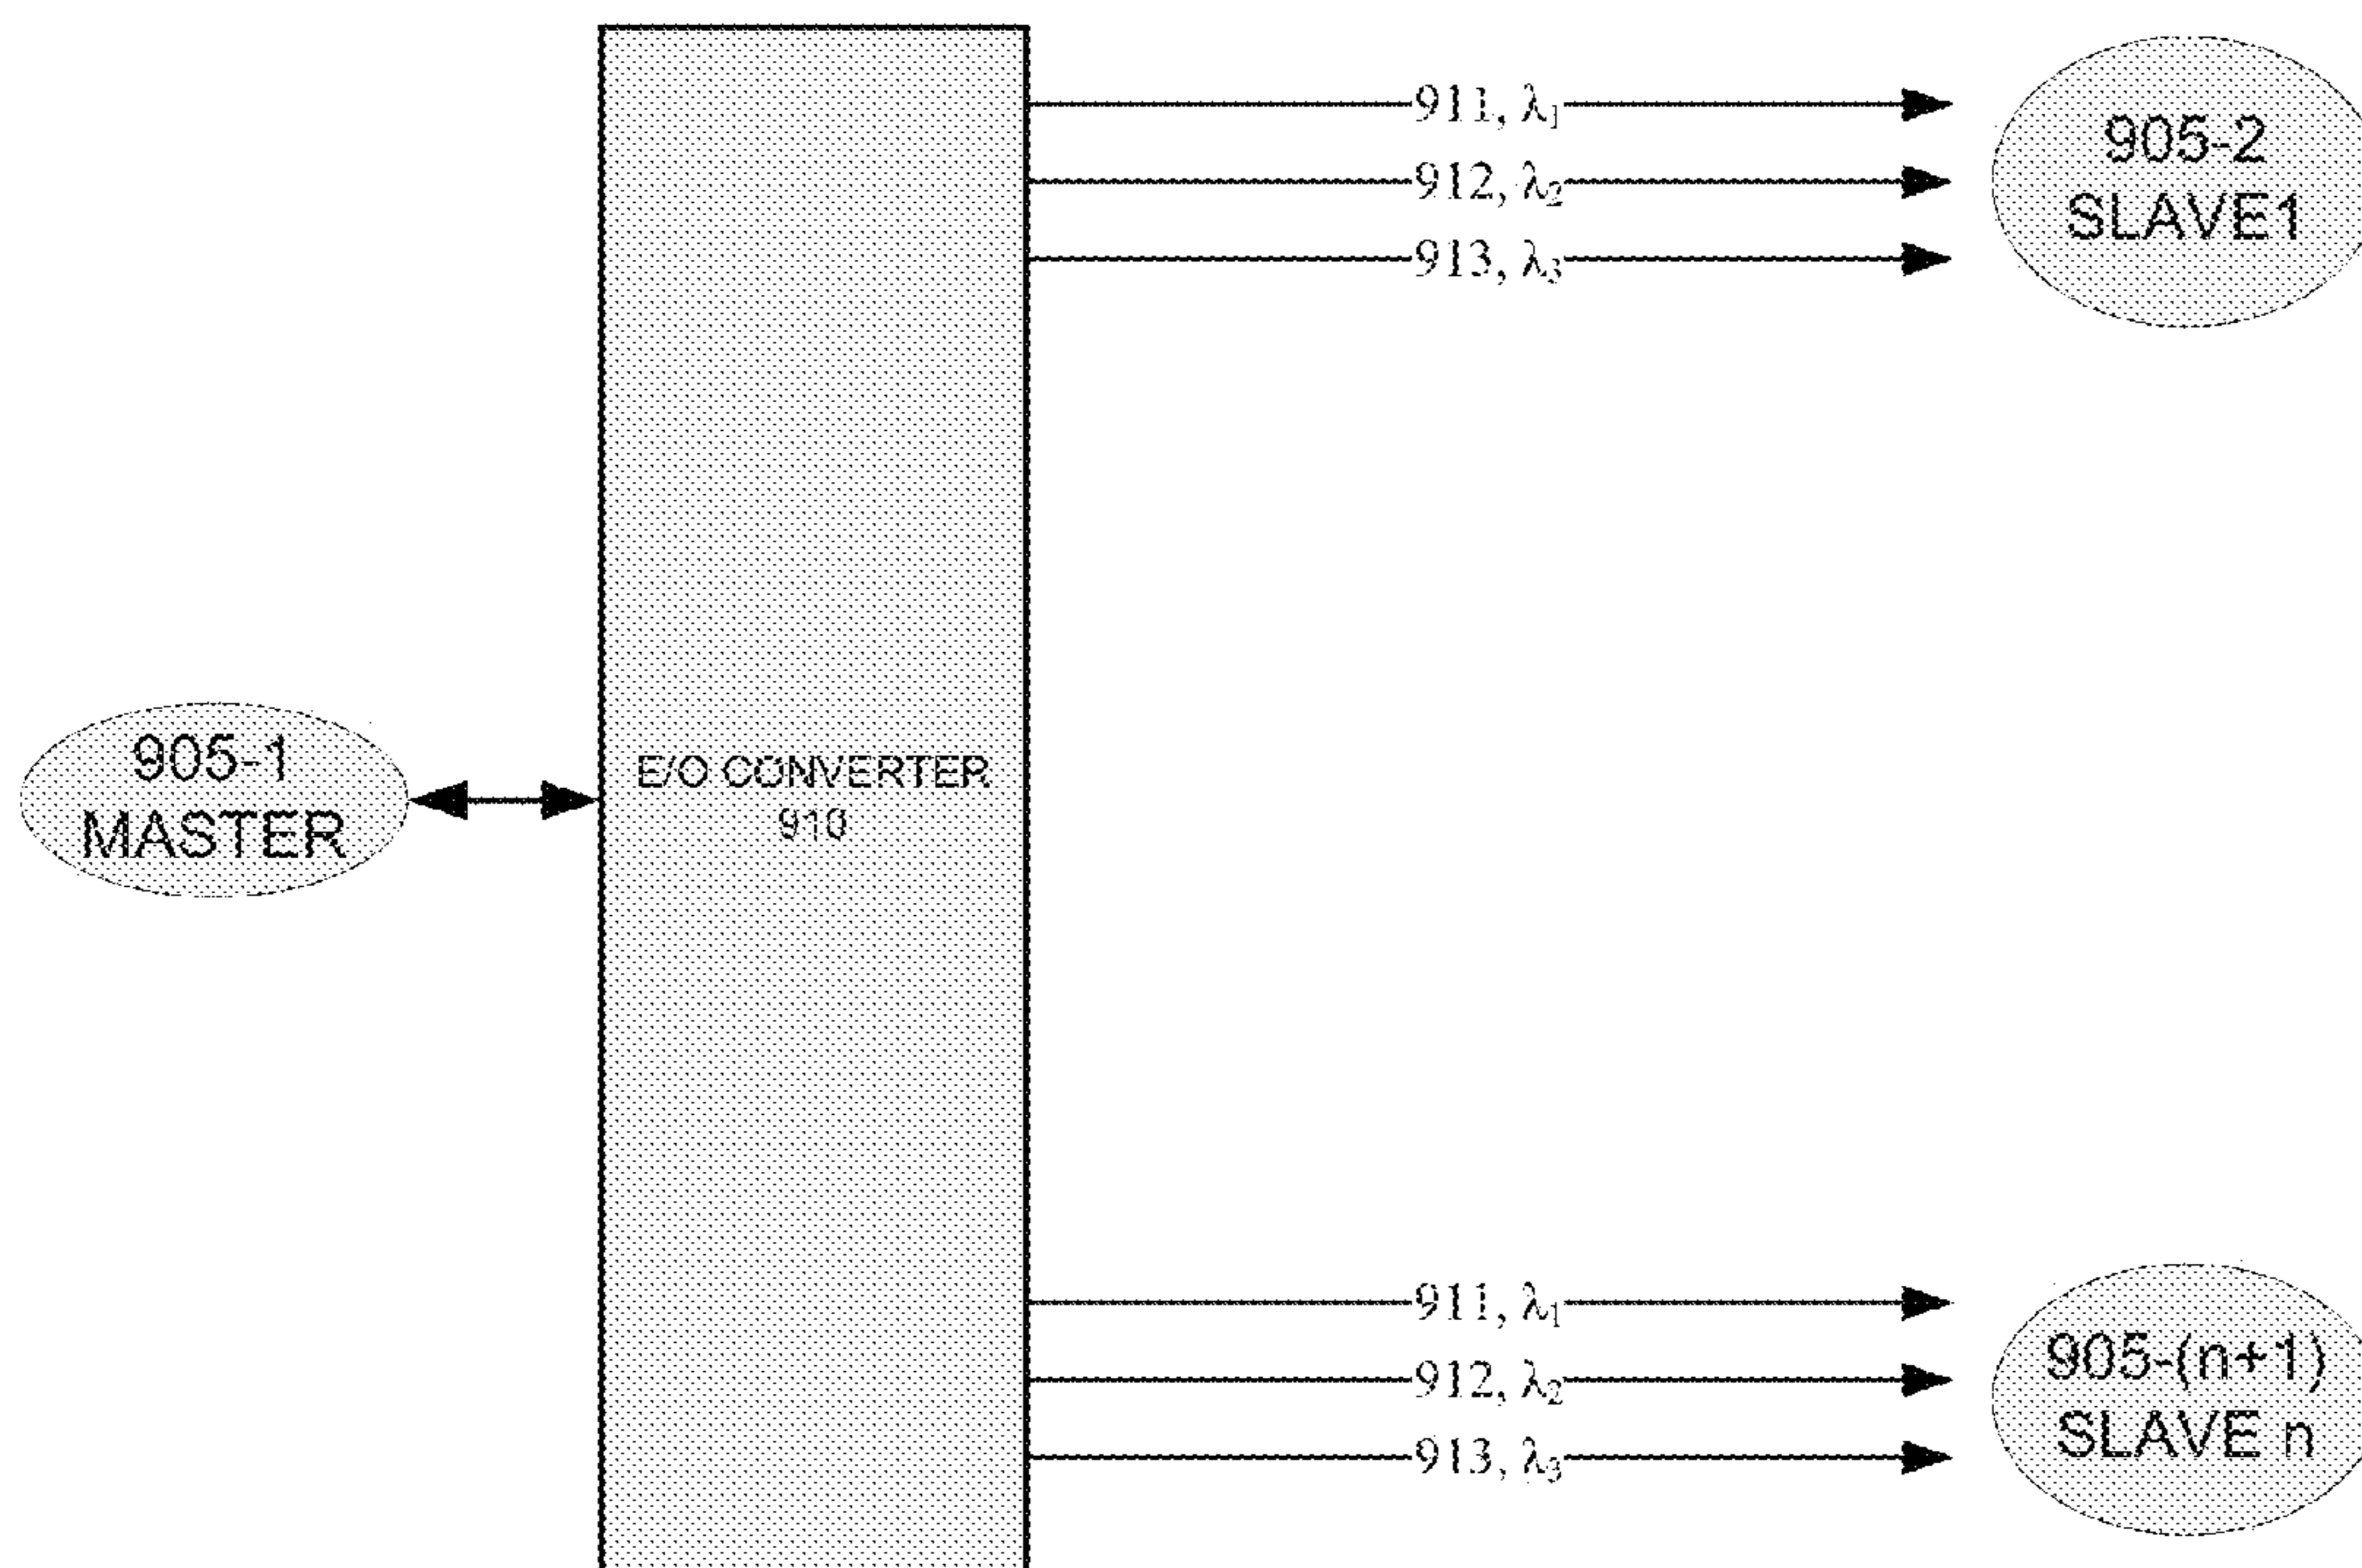 911, λ₁
912, λ₂
913, λ₃
905-2
SLAVE1
905-1
MASTER
E/O CONVERTER
910
911, λ₁
912, λ₂
913, λ₃
905-(n+1)
SLAVE n